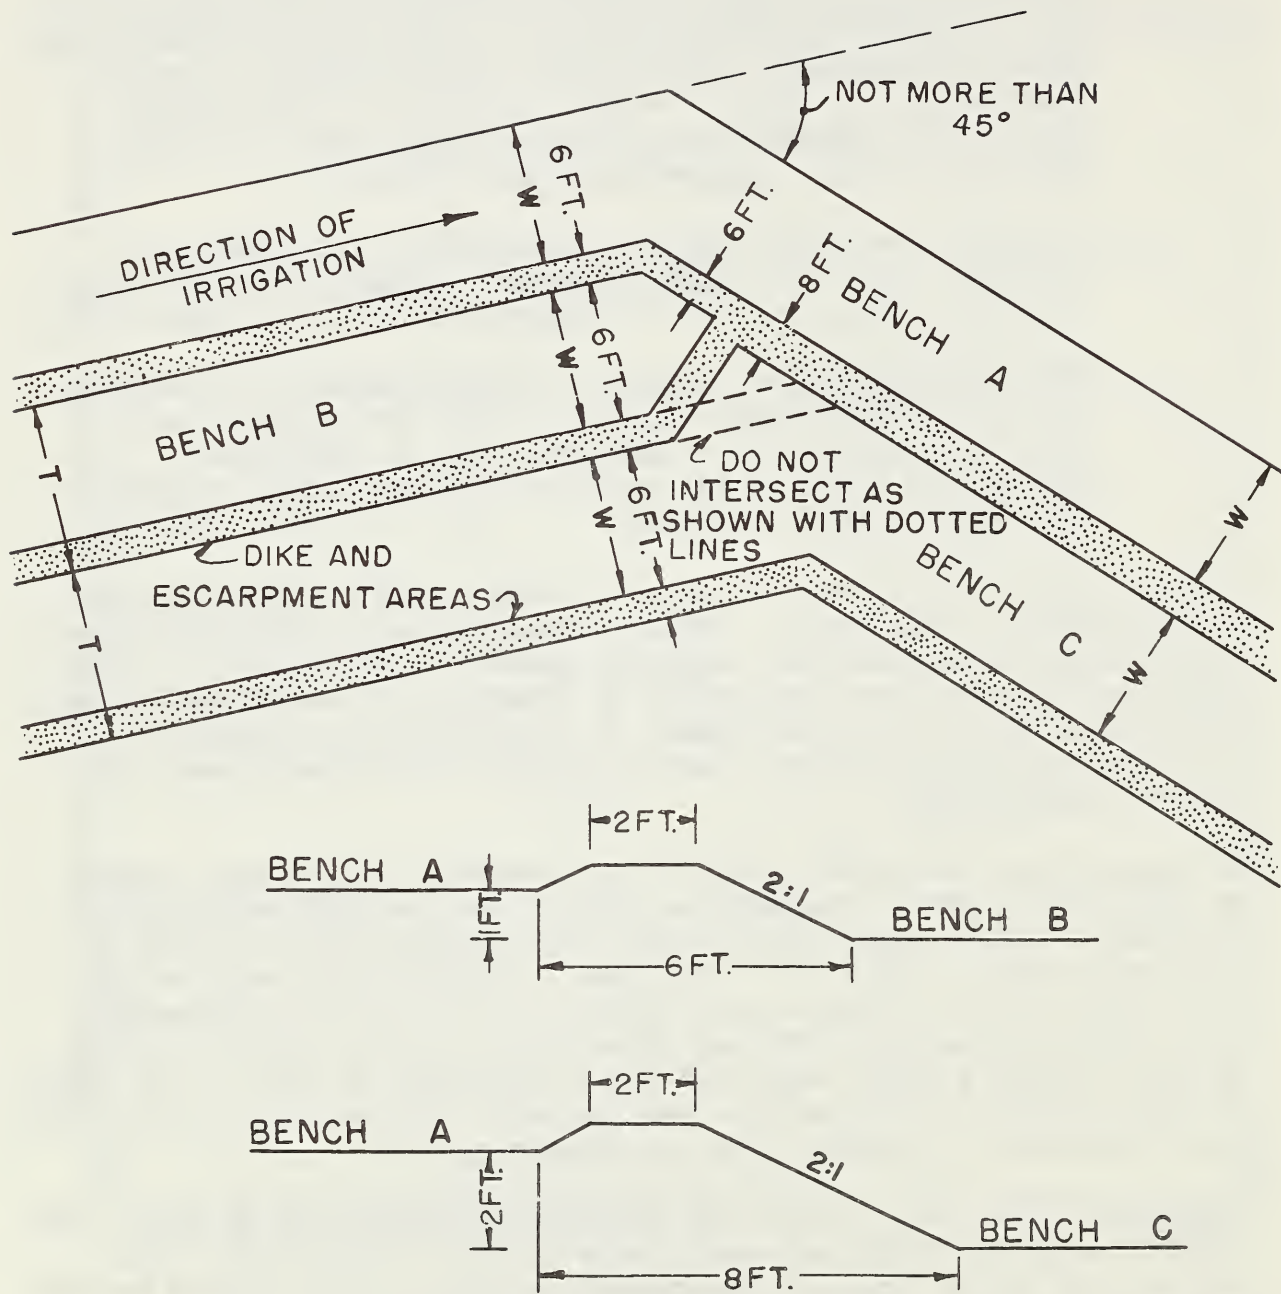 NOT MORE THAN
45°
6 FT.
W
6 FT.
8 FT.
DIRECTION OF
IRRIGATION
BENCH A
6 FT.
W
BENCH B
T
DO NOT
INTERSECT AS
SHOWN WITH DOTTED
LINES
W
6 FT.
W
DIKE AND
ESCARPMENT AREAS
BENCH C
T
W
2 FT.
BENCH A
1 FT.
2:1
BENCH B
6 FT.
2 FT.
BENCH A
2 FT.
2:1
BENCH C
8 FT.